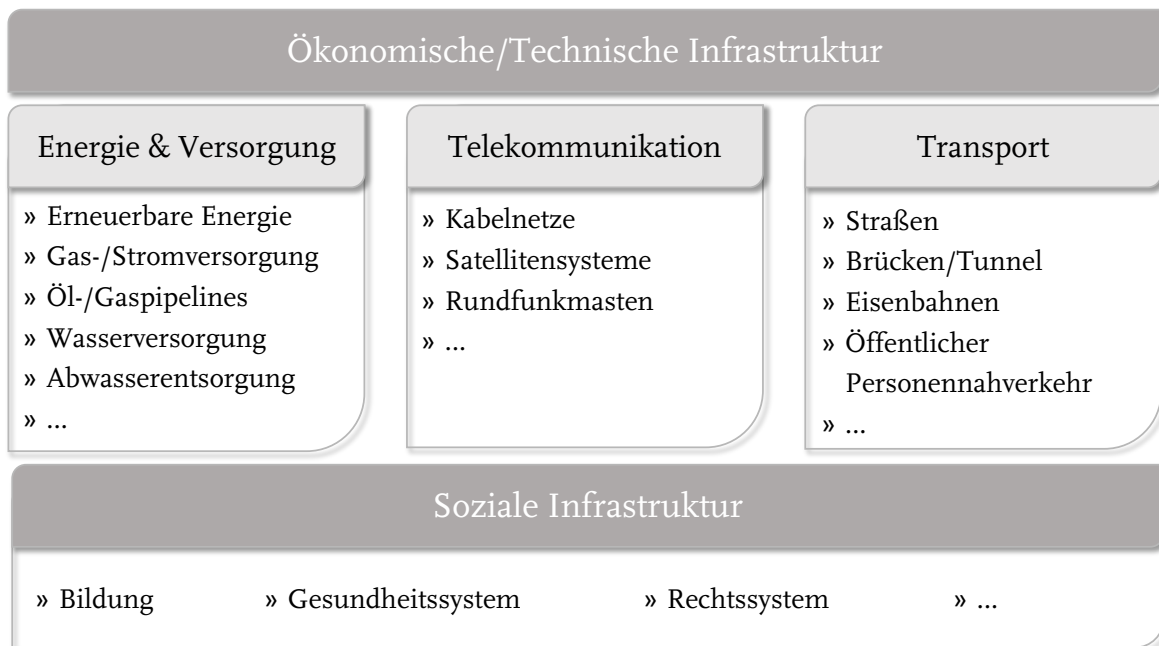 Ökonomische/Technische Infrastruktur
Energie & Versorgung
» Erneuerbare Energie
» Gas-/Stromversorgung
» Öl-/Gaspipelines
» Wasserversorgung
» Abwasserentsorgung
» ...
Telekommunikation
» Kabelnetze
» Satellitensysteme
» Rundfunkmasten
» ...
Transport
» Straßen
» Brücken/Tunnel
» Eisenbahnen
» Öffentlicher
Personennahverkehr
» ...
Soziale Infrastruktur
» Bildung » Gesundheitssystem » Rechtssystem » ...